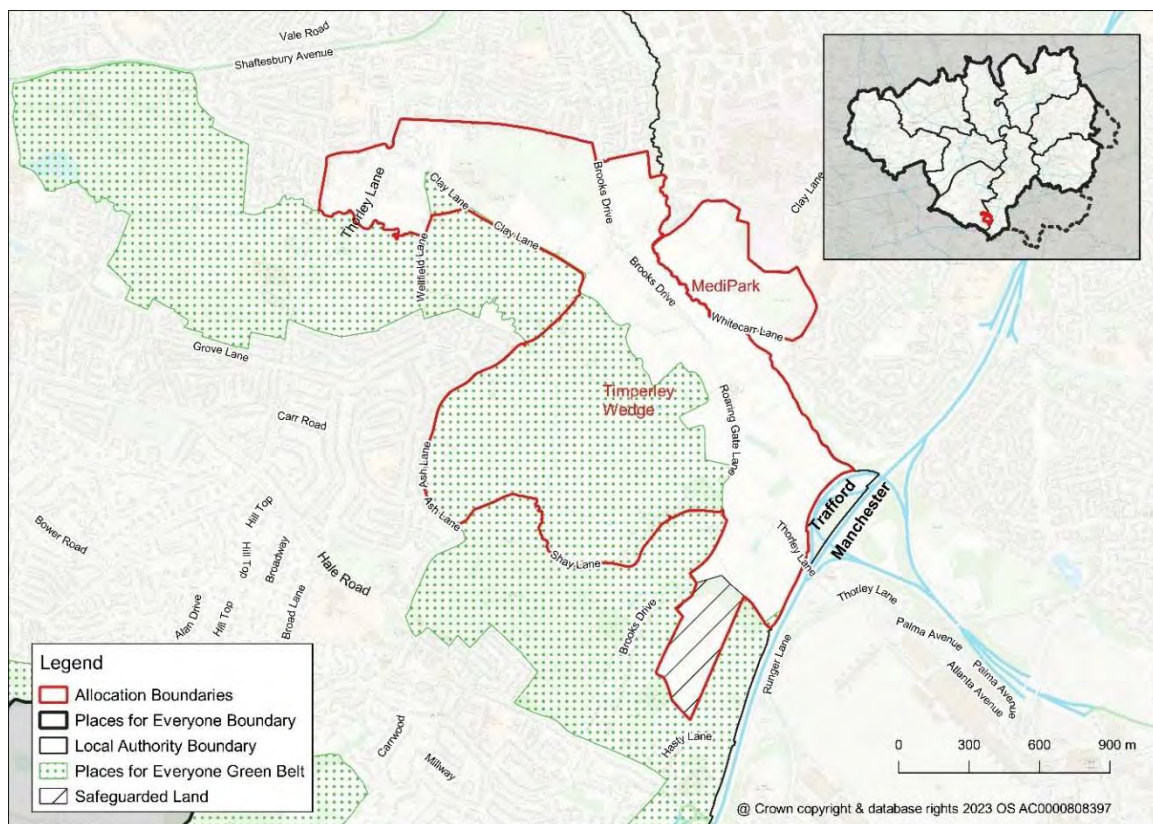 Vale Road
Shaftesbury Avenue
Clay Lane
Thorley Lane
Clay Lane
Brooks Drive
Clay Lane
Wellfield Lane
Brooks Drive
MediPark
Whitecarr Lane
Grove Lane
Timperley
Wedge
Roaring Gate Lane
Carr Road
Ash Lane
Ash Lane
Hill Top
Bower Road
Hill Top
Broadway
Hale Road
Shay Lane
Trafford
Manchester
Thorley Lane
Thorley Lane
Alan Drive
Hill Top
Broad Lane
Brooks Drive
Runger Lane
Palma Avenue
Palma Avenue
Atlanta Avenue
Carrwood
Millway
Hasty Lane
Legend
Allocation Boundaries
Places for Everyone Boundary
Local Authority Boundary
Places for Everyone Green Belt
Safeguarded Land
0 300 600 900 m
@ Crown copyright & database rights 2023 OS AC0000808397